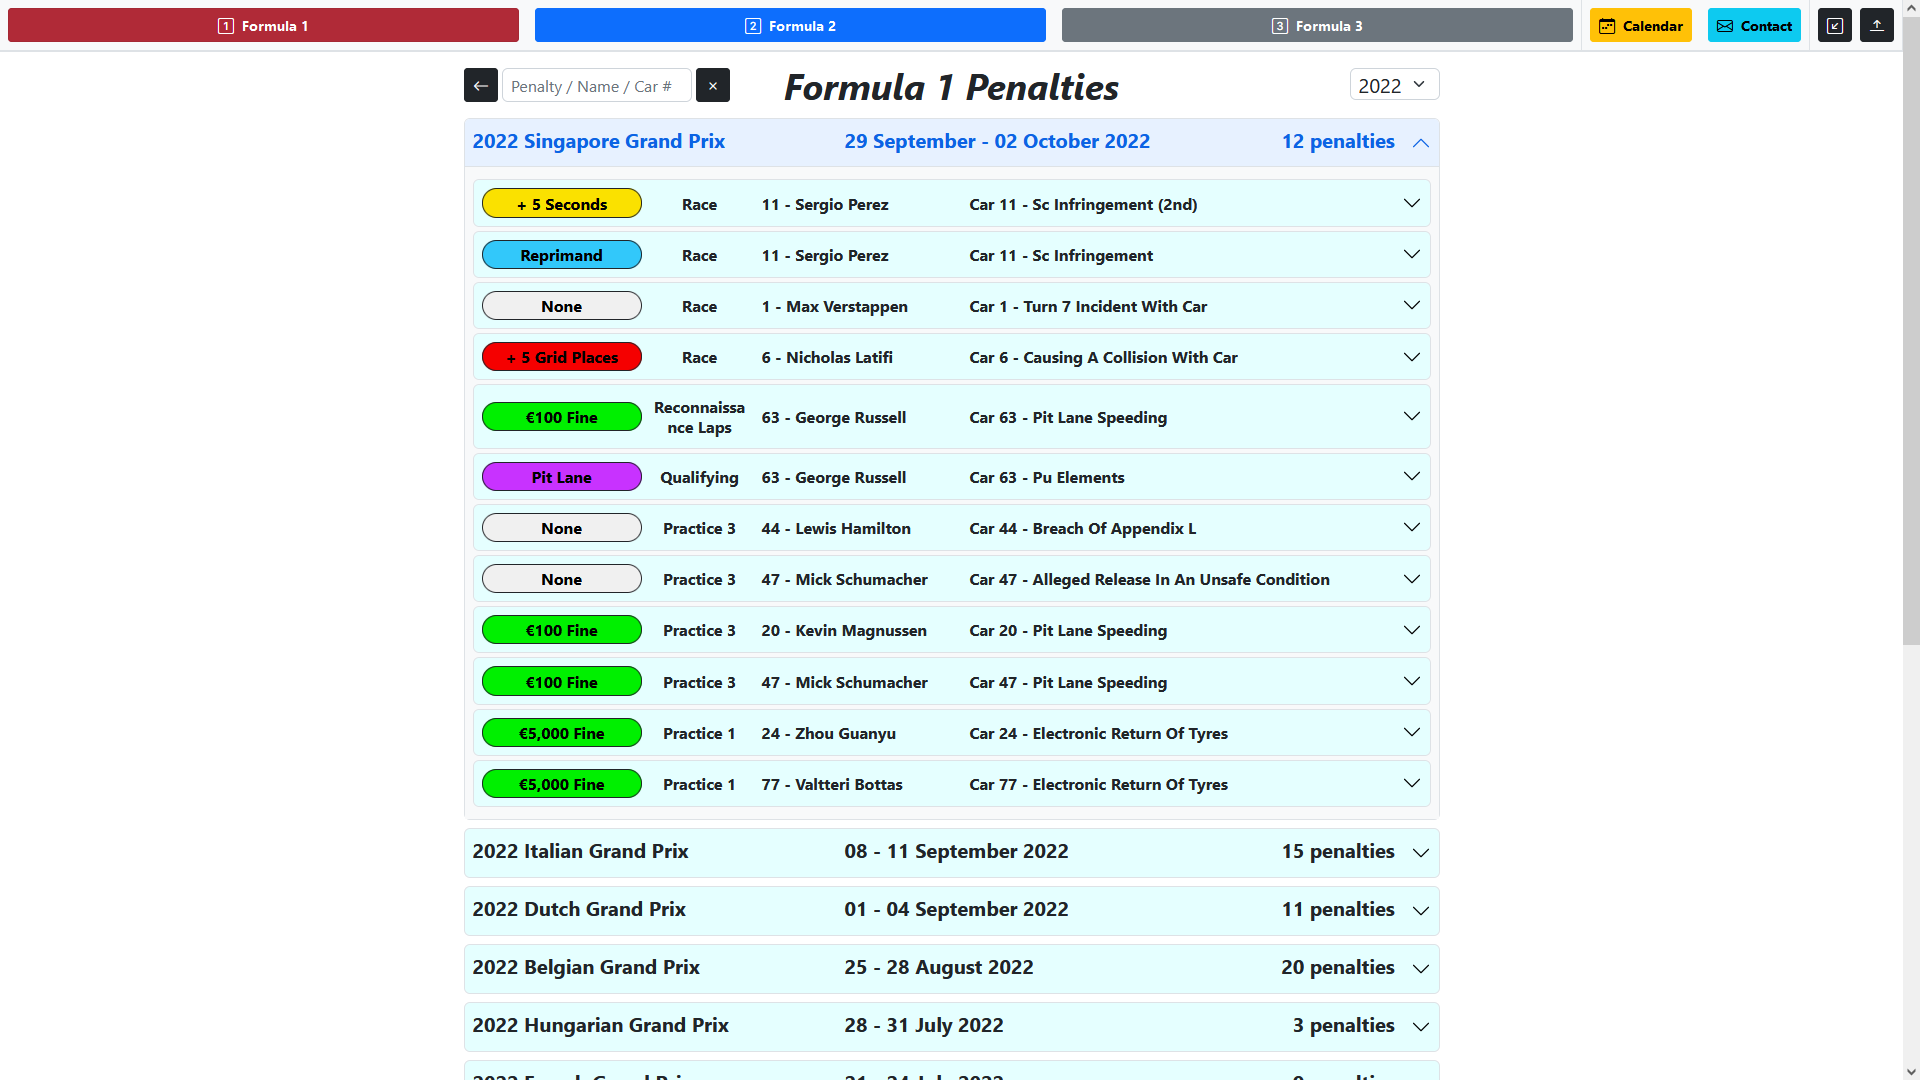 1 Formula 1
2 Formula 2
3 Formula 3
Calendar
Contact
Penalty / Name / Car #
Formula 1 Penalties
2022
2022 Singapore Grand Prix 29 September - 02 October 2022 12 penalties
+ 5 Seconds Race 11 - Sergio Perez Car 11 - Sc Infringement (2nd)
Reprimand Race 11 - Sergio Perez Car 11 - Sc Infringement
None Race 1 - Max Verstappen Car 1 - Turn 7 Incident With Car
+ 5 Grid Places Race 6 - Nicholas Latifi Car 6 - Causing A Collision With Car
€100 Fine Reconnaissa
nce Laps 63 - George Russell Car 63 - Pit Lane Speeding
Pit Lane Qualifying 63 - George Russell Car 63 - Pu Elements
None Practice 3 44 - Lewis Hamilton Car 44 - Breach Of Appendix L
None Practice 3 47 - Mick Schumacher Car 47 - Alleged Release In An Unsafe Condition
€100 Fine Practice 3 20 - Kevin Magnussen Car 20 - Pit Lane Speeding
€100 Fine Practice 3 47 - Mick Schumacher Car 47 - Pit Lane Speeding
€5,000 Fine Practice 1 24 - Zhou Guanyu Car 24 - Electronic Return Of Tyres
€5,000 Fine Practice 1 77 - Valtteri Bottas Car 77 - Electronic Return Of Tyres
2022 Italian Grand Prix 08 - 11 September 2022 15 penalties
2022 Dutch Grand Prix 01 - 04 September 2022 11 penalties
2022 Belgian Grand Prix 25 - 28 August 2022 20 penalties
2022 Hungarian Grand Prix 28 - 31 July 2022 3 penalties